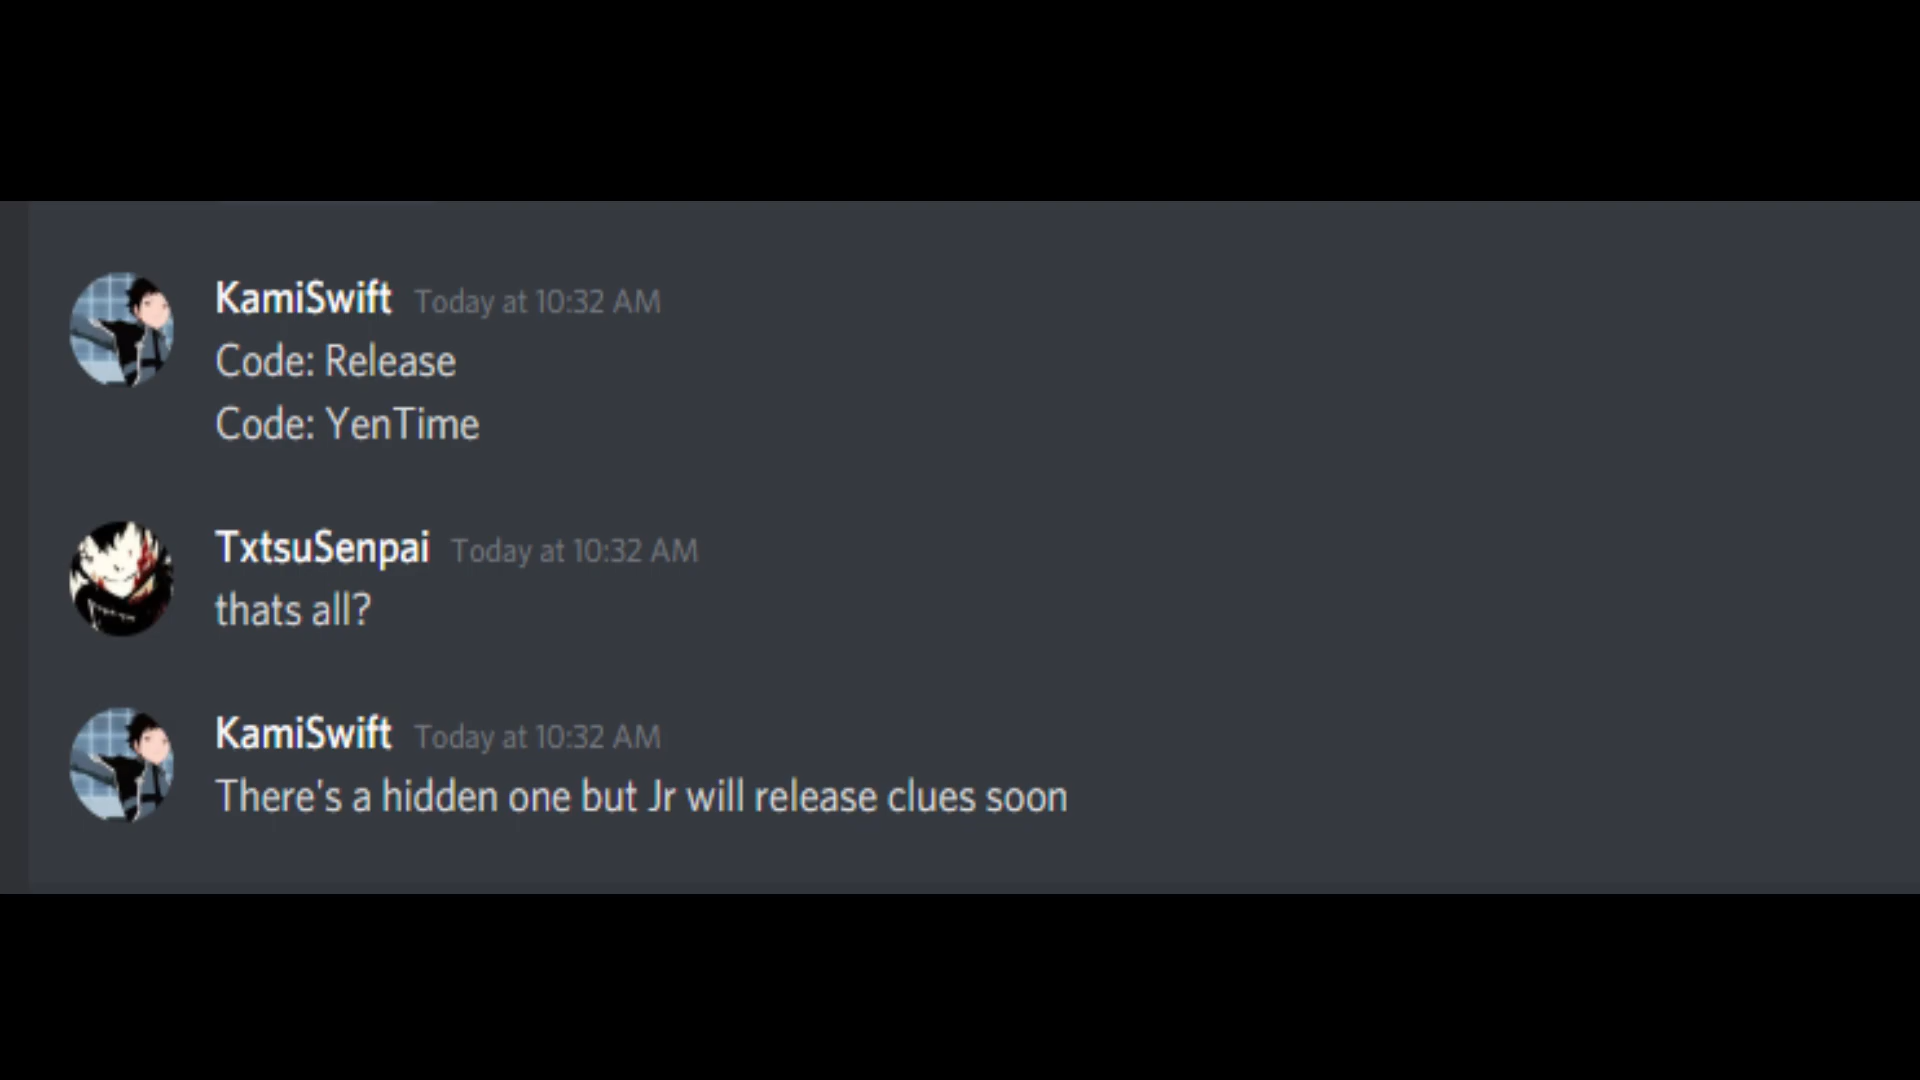 KamiSwift Today at 10:32 AM
Code: Release
Code: YenTime
TxtsuSenpai Today at 10:32 AM
thats all?
KamiSwift Today at 10:32 AM
There's a hidden one but Jr will release clues soon